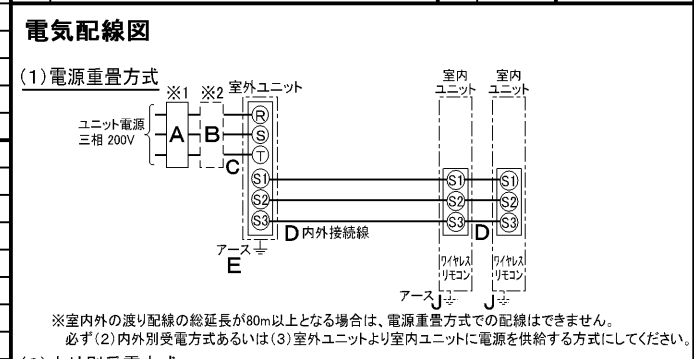 電気配線図
(1)電源重畳方式
※1 ※2 室外ユニット
室内ユニット
室内ユニット
ユニット電源
三相 200V
A B C
R
S
T
S1 S1 S1
S2 S2 S2
S3 S3 S3
D 内外接続線 D
アース
E
ワイヤレスリモコン
ワイヤレスリモコン
アース J J
※室内外の渡り配線の総延長が80m以上となる場合は、電源重畳方式での配線はできません。
必ず(2)内外別受電方式あるいは(3)室外ユニットより室内ユニットに電源を供給する方式にしてください。